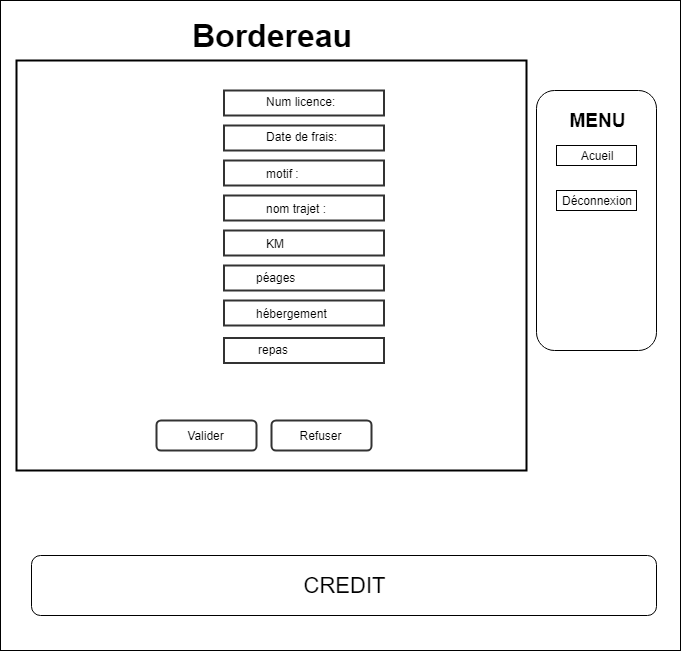 Bordereau
Num licence:
Date de frais:
motif :
nom trajet :
KM
péages
hébergement
repas
Valider
Refuser
MENU
Acueil
Déconnexion
CREDIT